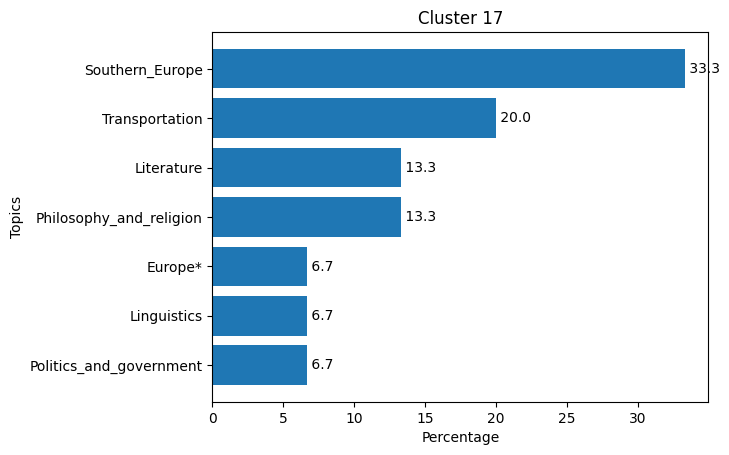 Cluster 17
Topics
Southern_Europe 33.3
Transportation 20.0
Literature 13.3
Philosophy_and_religion 13.3
Europe* 6.7
Linguistics 6.7
Politics_and_government 6.7
0 5 10 15 20 25 30
Percentage